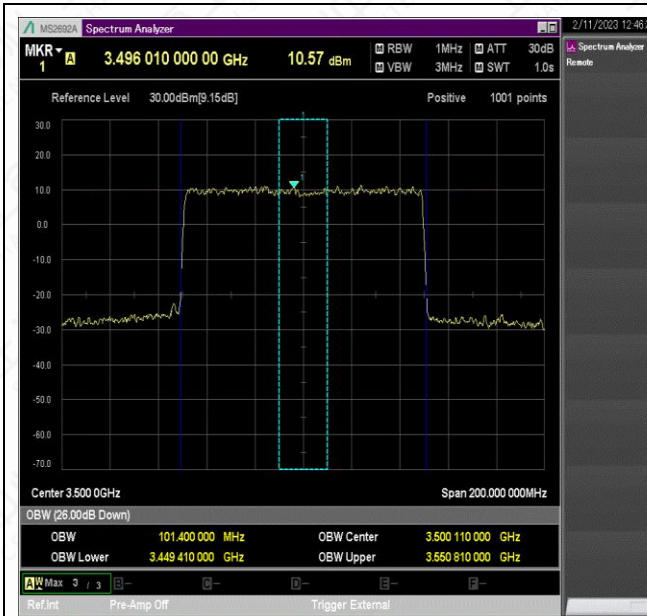 MS2692A Spectrum Analyzer
2/11/2023 12:46:
MKR 1 A 3.496 010 000 00 GHz 10.57 dBm
M RBW 1MHz M ATT 30dB
M VBW 3MHz M SWT 1.0s
Spectrum Analyzer
Remote
Reference Level 30.00dBm[9.15dB] Positive 1001 points
1
30.0
20.0
10.0
1
0.0
-10.0
-20.0
-30.0
-40.0
-50.0
-60.0
-70.0
Center 3.500 0GHz Span 200.000 000MHz
OBW (26.00dB Down)
OBW 101.400 000 MHz OBW Center 3.500 110 000 GHz
OBW Lower 3.449 410 000 GHz OBW Upper 3.550 810 000 GHz
A W Max 3 / 3 B- C- D- E- F-
Ref.Int Pre-Amp Off Trigger External